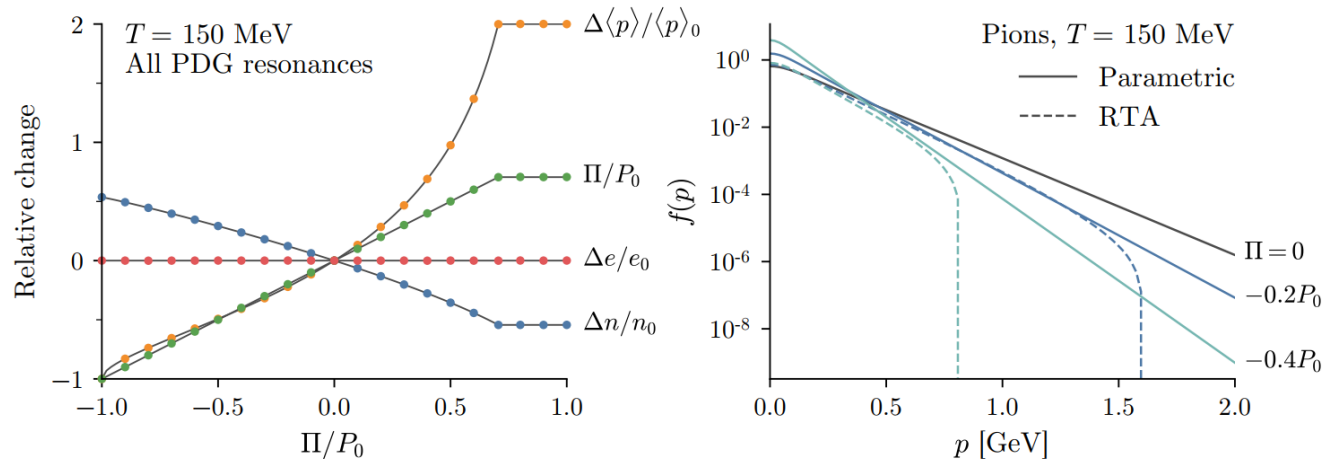 T = 150 MeV
All PDG resonances
Δ⟨p⟩/⟨p⟩₀
Π/P₀
Δe/e₀
Δn/n₀
2
1
0
−1
Relative change
−1.0 −0.5 0.0 0.5 1.0
Π/P₀
Pions, T = 150 MeV
Parametric
RTA
Π = 0
−0.2P₀
−0.4P₀
10⁰
10⁻²
10⁻⁴
10⁻⁶
10⁻⁸
f(p)
0.0 0.5 1.0 1.5 2.0
p [GeV]